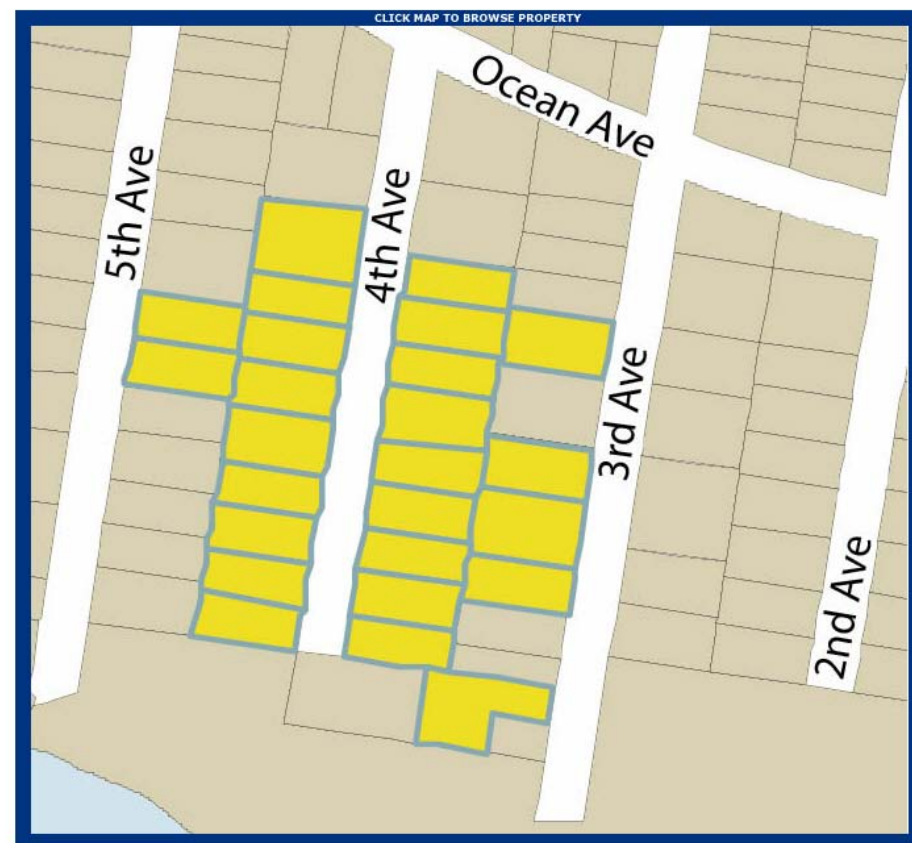 CLICK MAP TO BROWSE PROPERTY
Ocean Ave
5th Ave
4th Ave
3rd Ave
2nd Ave